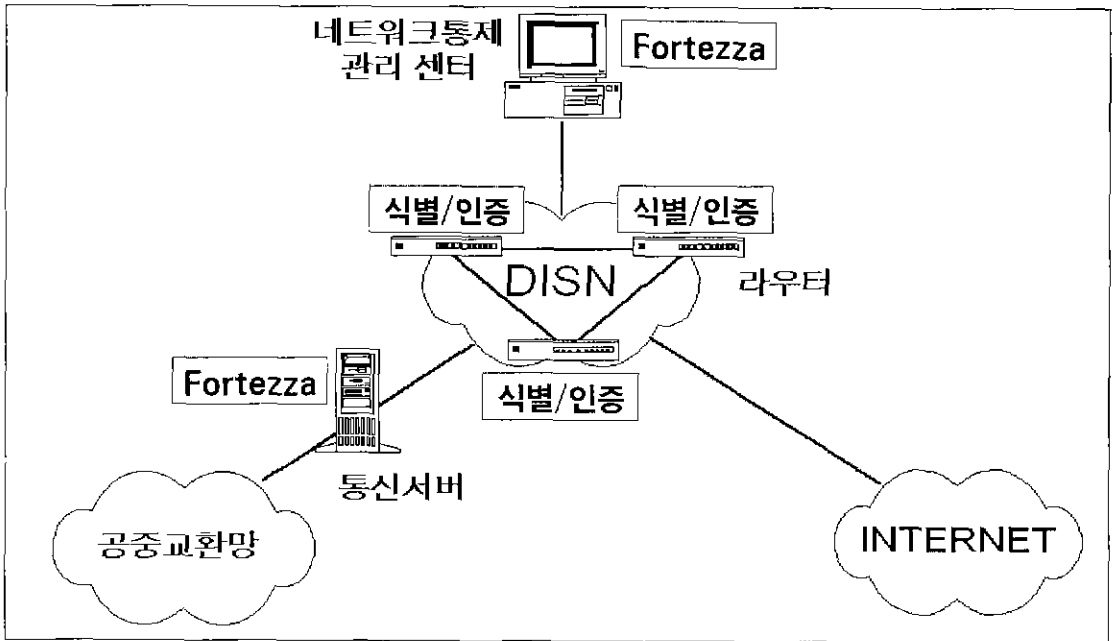 네트워크통제
관리 센터
Fortezza
식별/인증
식별/인증
DISN
라우터
Fortezza
식별/인증
통신서버
공중교환망
INTERNET